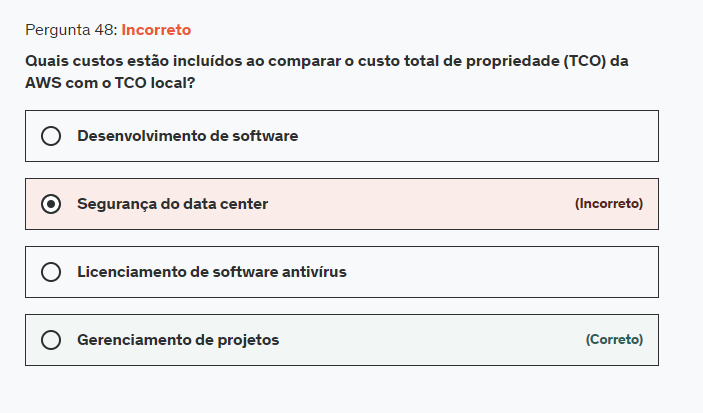 Pergunta 48: Incorreto
Quais custos estão incluídos ao comparar o custo total de propriedade (TCO) da
AWS com o TCO local?
Desenvolvimento de software
Segurança do data center (Incorreto)
Licenciamento de software antivírus
Gerenciamento de projetos (Correto)